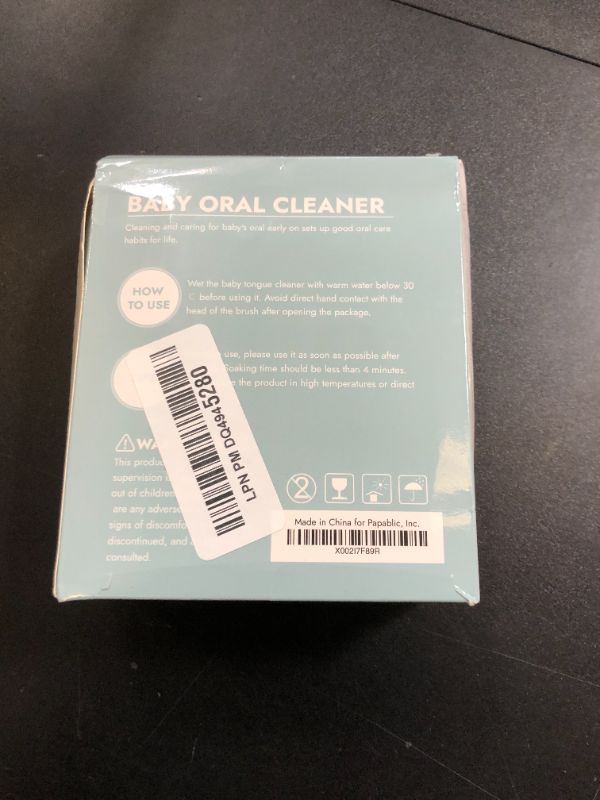 BABY ORAL CLEANER
Cleaning and caring for baby's oral early on sets up good oral care
habits for life.
HOW
TO USE
Wet the baby tongue cleaner with warm water below 30
℃ before using it. Avoid direct hand contact with the
head of the brush after opening the package.
use, please use it as soon as possible after
Soaking time should be less than 4 minutes.
the product in high temperatures or direct
This
supervision
out of children
are any adverse
signs of
discontinued, and
consulted.
LPN PM DQ4945280
2
Made in China for Papablic, Inc.
X002I7F89R